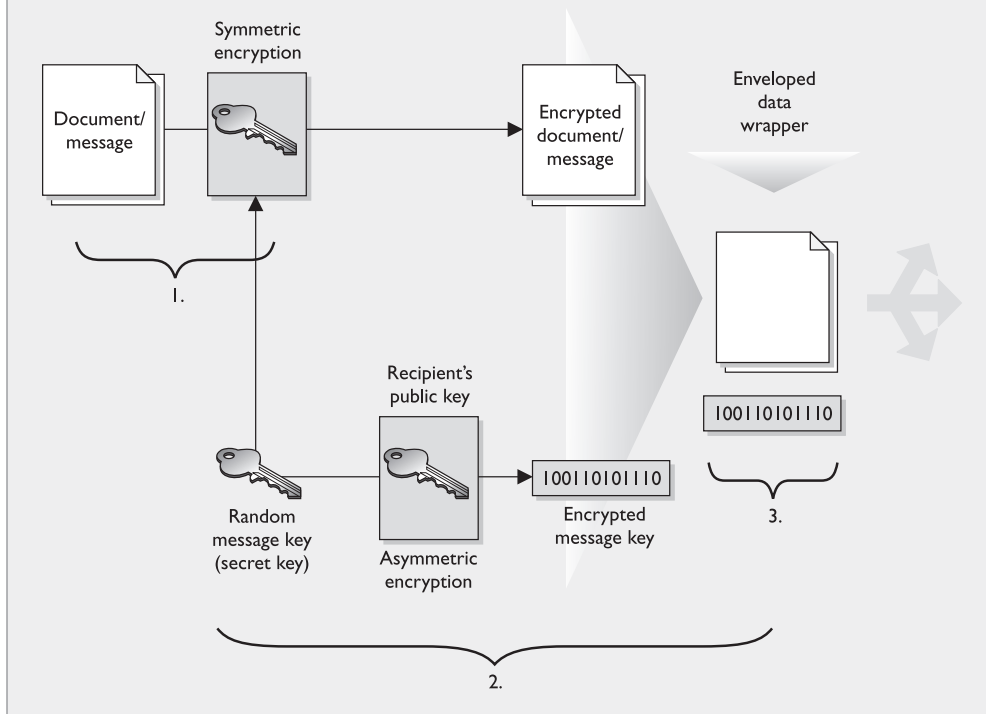 Symmetric
encryption
Document/
message
Encrypted
document/
message
Enveloped
data
wrapper
1.
Recipient's
public key
100110101110
100110101110
Random
message key
(secret key)
Asymmetric
encryption
Encrypted
message key
3.
2.